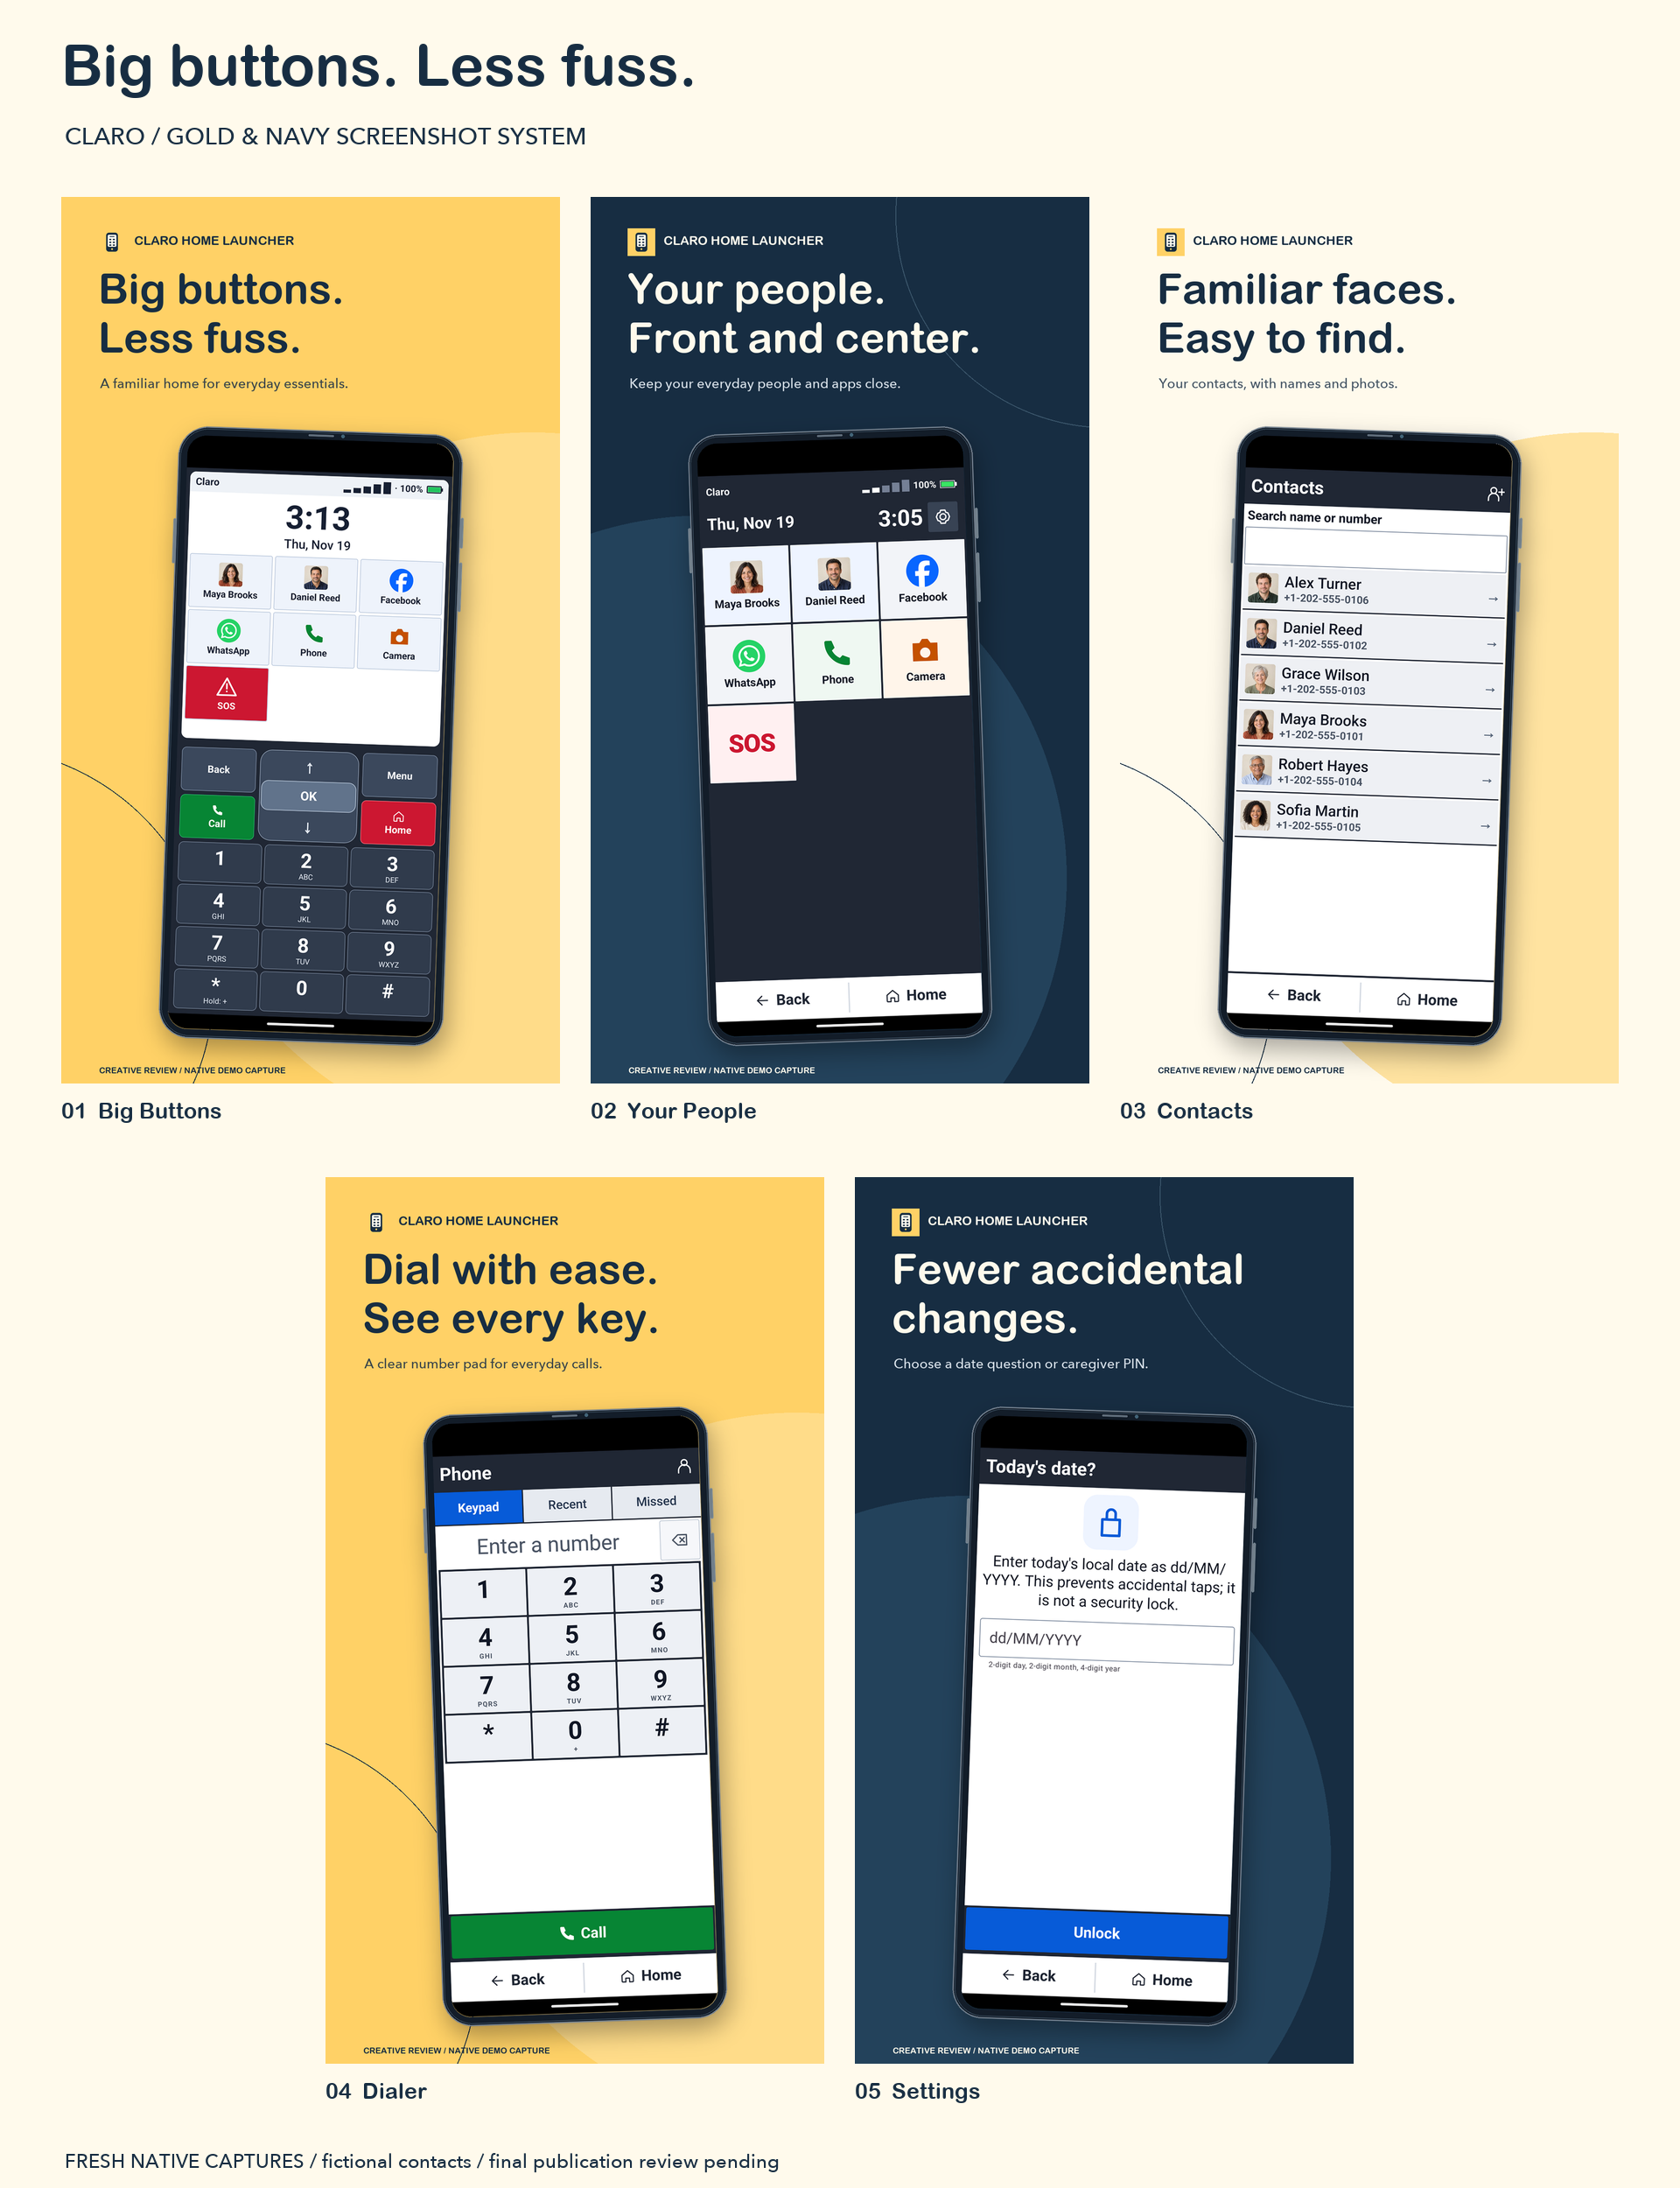 Big buttons. Less fuss.
CLARO / GOLD & NAVY SCREENSHOT SYSTEM
CLARO HOME LAUNCHER
Big buttons.
Less fuss.
A familiar home for everyday essentials.
Claro
· 100%
3:13
Thu, Nov 19
Maya Brooks
Daniel Reed
Facebook
WhatsApp
Phone
Camera
SOS
Back
↑
Menu
OK
Call
↓
Home
1
2
ABC
3
DEF
4
GHI
5
JKL
6
MNO
7
PQRS
8
TUV
9
WXYZ
*
Hold: +
0
#
CREATIVE REVIEW / NATIVE DEMO CAPTURE
01 Big Buttons
CLARO HOME LAUNCHER
Your people.
Front and center.
Keep your everyday people and apps close.
Claro
100%
Thu, Nov 19
3:05
Maya Brooks
Daniel Reed
Facebook
WhatsApp
Phone
Camera
SOS
← Back
Home
CREATIVE REVIEW / NATIVE DEMO CAPTURE
02 Your People
CLARO HOME LAUNCHER
Familiar faces.
Easy to find.
Your contacts, with names and photos.
Contacts
Search name or number
Alex Turner
+1-202-555-0106 →
Daniel Reed
+1-202-555-0102 →
Grace Wilson
+1-202-555-0103 →
Maya Brooks
+1-202-555-0101 →
Robert Hayes
+1-202-555-0104 →
Sofia Martin
+1-202-555-0105 →
← Back
Home
CREATIVE REVIEW / NATIVE DEMO CAPTURE
03 Contacts
CLARO HOME LAUNCHER
Dial with ease.
See every key.
A clear number pad for everyday calls.
Phone
Keypad
Recent
Missed
Enter a number
1
2
ABC
3
DEF
4
GHI
5
JKL
6
MNO
7
PQRS
8
TUV
9
WXYZ
*
0
+
#
Call
← Back
Home
CREATIVE REVIEW / NATIVE DEMO CAPTURE
04 Dialer
CLARO HOME LAUNCHER
Fewer accidental
changes.
Choose a date question or caregiver PIN.
Today's date?
Enter today's local date as dd/MM/
YYYY. This prevents accidental taps; it
is not a security lock.
dd/MM/YYYY
2-digit day, 2-digit month, 4-digit year
Unlock
← Back
Home
CREATIVE REVIEW / NATIVE DEMO CAPTURE
05 Settings
FRESH NATIVE CAPTURES / fictional contacts / final publication review pending